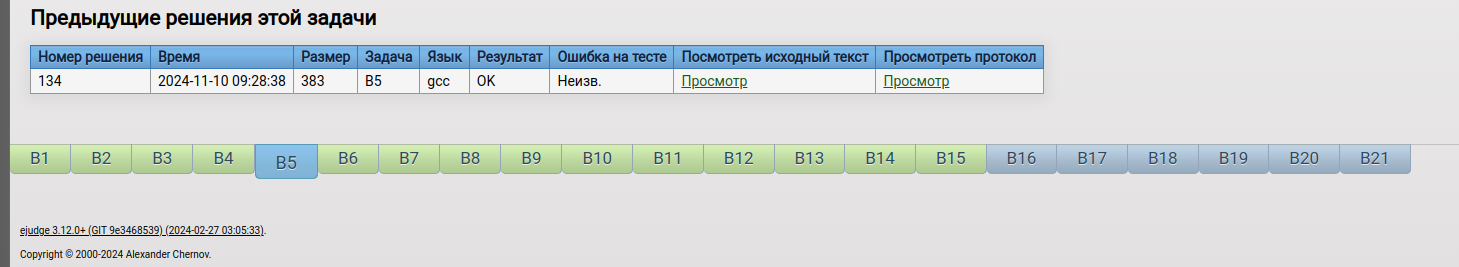 Предыдущие решения этой задачи
Номер решения Время Размер Задача Язык Результат Ошибка на тесте Посмотреть исходный текст Просмотреть протокол
134 2024-11-10 09:28:38 383 B5 gcc OK Неизв. Просмотр Просмотр
B1 B2 B3 B4 B5 B6 B7 B8 B9 B10 B11 B12 B13 B14 B15 B16 B17 B18 B19 B20 B21
ejudge 3.12.0+ (GIT 9e3468539) (2024-02-27 03:05:33).
Copyright © 2000-2024 Alexander Chernov.